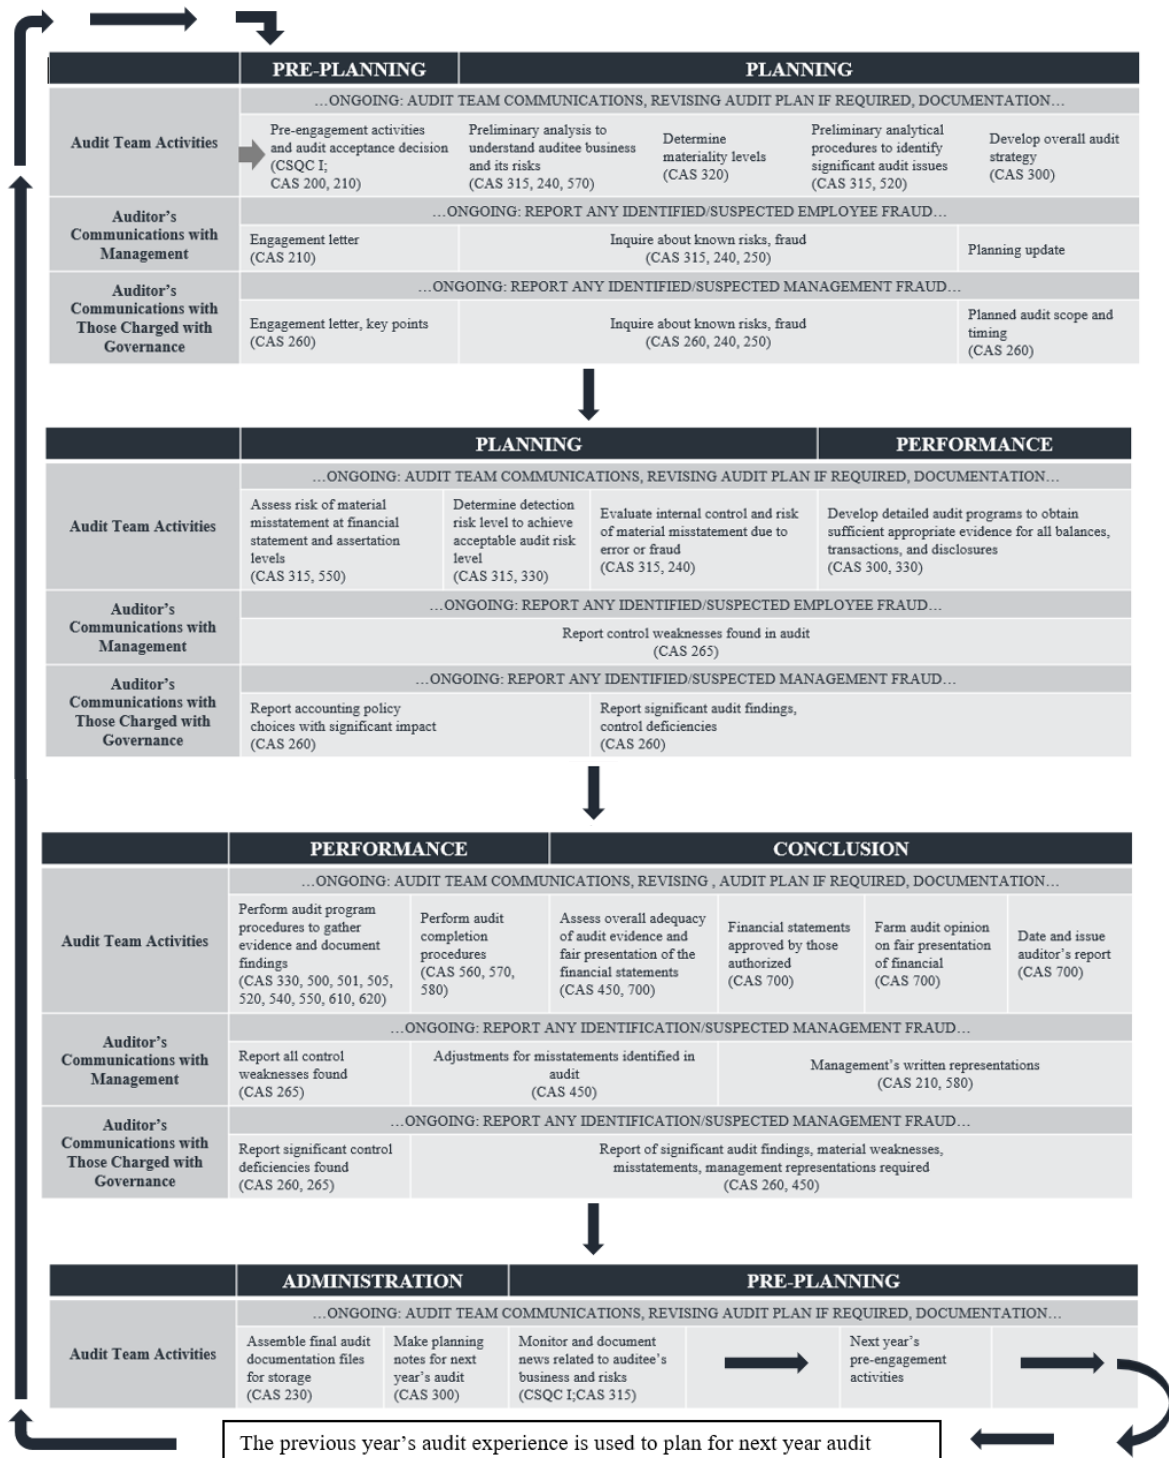 PRE-PLANNING
PLANNING
Audit Team Activities
…ONGOING: AUDIT TEAM COMMUNICATIONS, REVISING AUDIT PLAN IF REQUIRED, DOCUMENTATION…
Pre-engagement activities
and audit acceptance decision
(CSQC I;
CAS 200, 210)
Preliminary analysis to
understand auditee business
and its risks
(CAS 315, 240, 570)
Determine
materiality levels
(CAS 320)
Preliminary analytical
procedures to identify
significant audit issues
(CAS 315, 520)
Develop overall audit
strategy
(CAS 300)
Auditor's
Communications with
Management
…ONGOING: REPORT ANY IDENTIFIED/SUSPECTED EMPLOYEE FRAUD…
Engagement letter
(CAS 210)
Inquire about known risks, fraud
(CAS 315, 240, 250)
Planning update
Auditor's
Communications with
Those Charged with
Governance
…ONGOING: REPORT ANY IDENTIFIED/SUSPECTED MANAGEMENT FRAUD…
Engagement letter, key points
(CAS 260)
Inquire about known risks, fraud
(CAS 260, 240, 250)
Planned audit scope and
timing
(CAS 260)
PLANNING
PERFORMANCE
Audit Team Activities
…ONGOING: AUDIT TEAM COMMUNICATIONS, REVISING AUDIT PLAN IF REQUIRED, DOCUMENTATION…
Assess risk of material
misstatement at financial
statement and assertation
levels
(CAS 315, 550)
Determine detection
risk level to achieve
acceptable audit risk
level
(CAS 315, 330)
Evaluate internal control and risk
of material misstatement due to
error or fraud
(CAS 315, 240)
Develop detailed audit programs to obtain
sufficient appropriate evidence for all balances,
transactions, and disclosures
(CAS 300, 330)
Auditor's
Communications with
Management
…ONGOING: REPORT ANY IDENTIFIED/SUSPECTED EMPLOYEE FRAUD…
Report control weaknesses found in audit
(CAS 265)
Auditor's
Communications with
Those Charged with
Governance
…ONGOING: REPORT ANY IDENTIFIED/SUSPECTED MANAGEMENT FRAUD…
Report accounting policy
choices with significant impact
(CAS 260)
Report significant audit findings,
control deficiencies
(CAS 260)
PERFORMANCE
CONCLUSION
Audit Team Activities
…ONGOING: AUDIT TEAM COMMUNICATIONS, REVISING , AUDIT PLAN IF REQUIRED, DOCUMENTATION…
Perform audit program
procedures to gather
evidence and document
findings
(CAS 330, 500, 501, 505,
520, 540, 550, 610, 620)
Perform audit
completion
procedures
(CAS 560, 570,
580)
Assess overall adequacy
of audit evidence and
fair presentation of the
financial statements
(CAS 450, 700)
Financial statements
approved by those
authorized
(CAS 700)
Farm audit opinion
on fair presentation
of financial
(CAS 700)
Date and issue
auditor's report
(CAS 700)
Auditor's
Communications with
Management
…ONGOING: REPORT ANY IDENTIFICATION/SUSPECTED MANAGEMENT FRAUD…
Report all control
weaknesses found
(CAS 265)
Adjustments for misstatements identified in
audit
(CAS 450)
Management's written representations
(CAS 210, 580)
Auditor's
Communications with
Those Charged with
Governance
…ONGOING: REPORT ANY IDENTIFICATION/SUSPECTED MANAGEMENT FRAUD…
Report significant control
deficiencies found
(CAS 260, 265)
Report of significant audit findings, material weaknesses,
misstatements, management representations required
(CAS 260, 450)
ADMINISTRATION
PRE-PLANNING
Audit Team Activities
…ONGOING: AUDIT TEAM COMMUNICATIONS, REVISING AUDIT PLAN IF REQUIRED, DOCUMENTATION…
Assemble final audit
documentation files
for storage
(CAS 230)
Make planning
notes for next
year's audit
(CAS 300)
Monitor and document
news related to auditee's
business and risks
(CSQC I;CAS 315)
Next year's
pre-engagement
activities
The previous year's audit experience is used to plan for next year audit